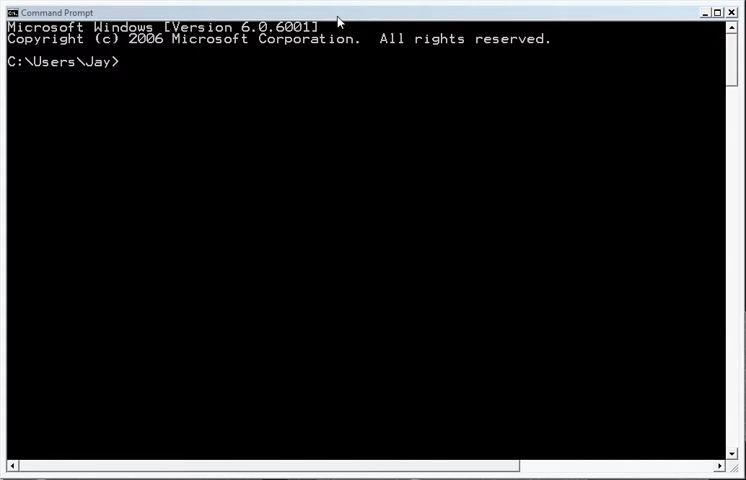 Command Prompt
Microsoft Windows [Version 6.0.6001]
Copyright (c) 2006 Microsoft Corporation.  All rights reserved.
C:\Users\Jay>